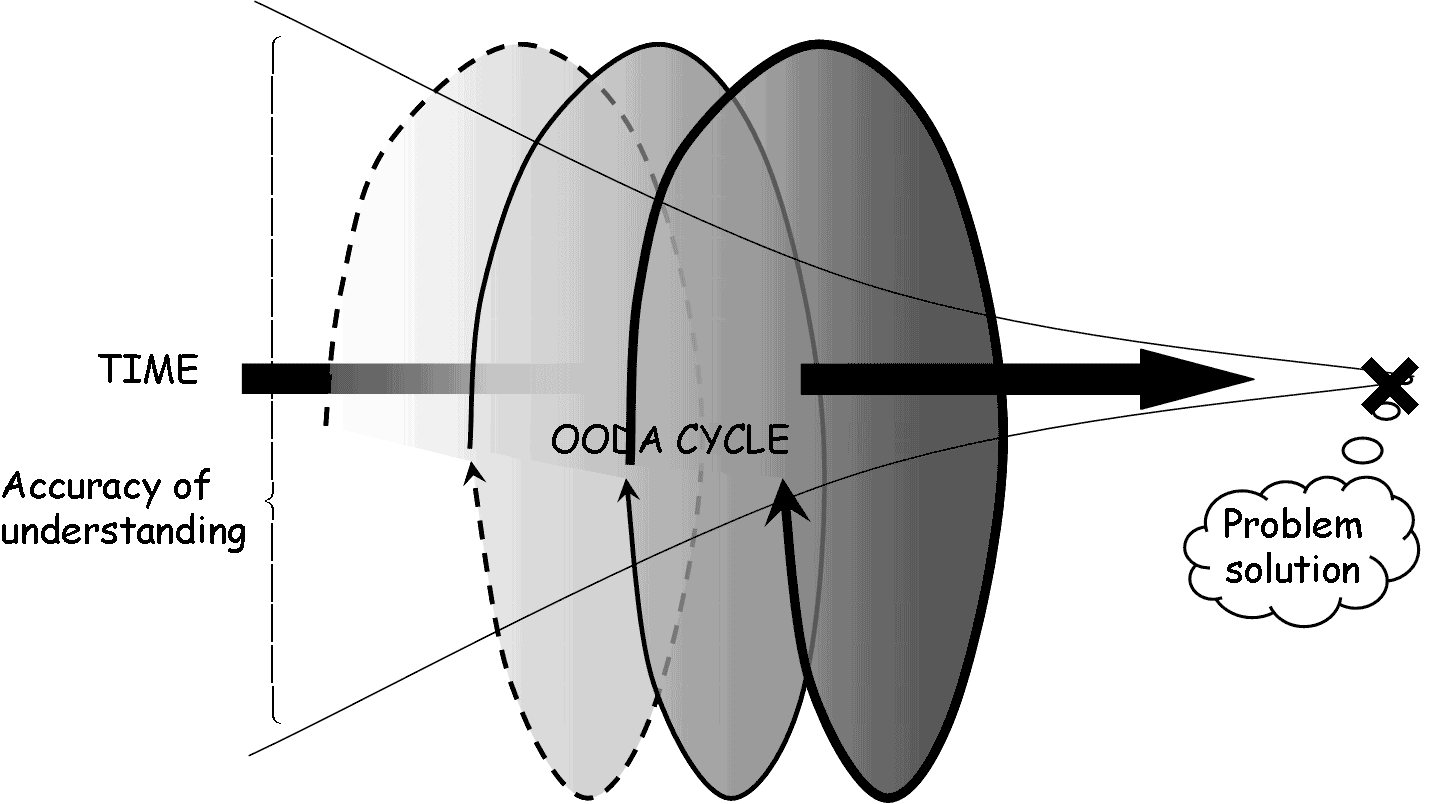 TIME
OODA CYCLE
Accuracy of
understanding
Problem
solution